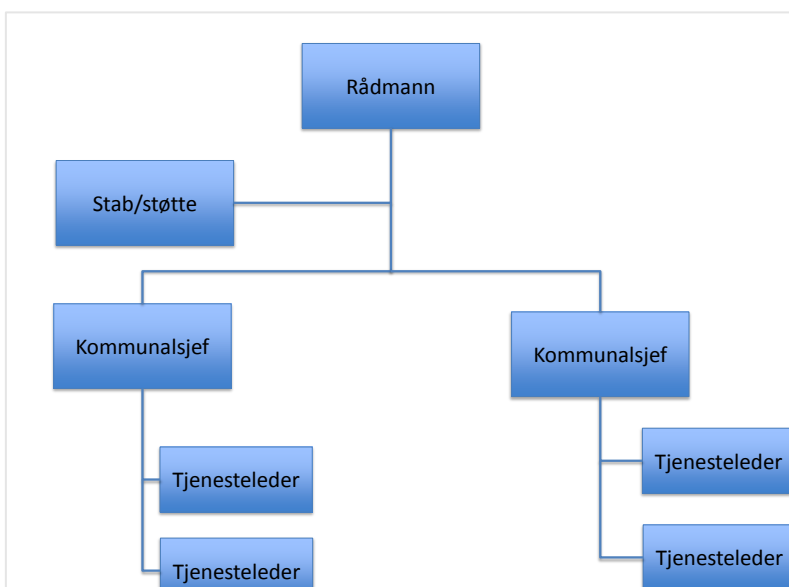 Rådmann
Stab/støtte
Kommunalsjef
Kommunalsjef
Tjenesteleder
Tjenesteleder
Tjenesteleder
Tjenesteleder